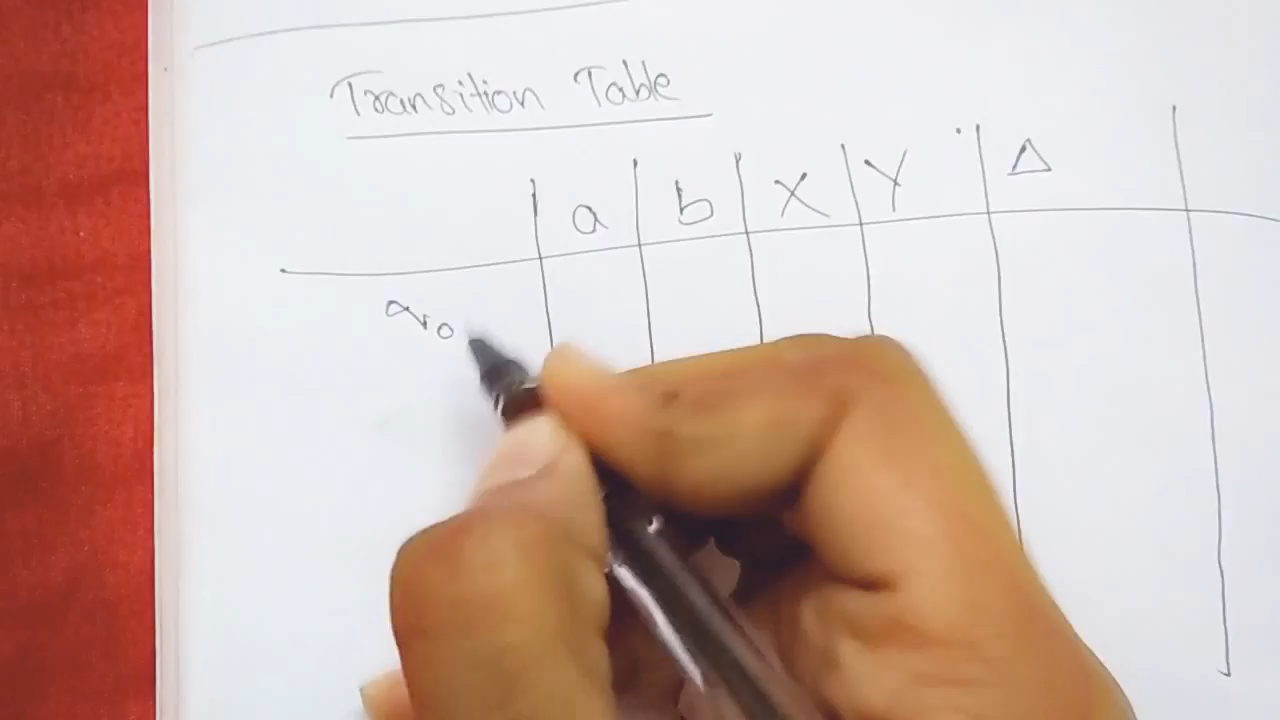 Transition Table
a b X Y Δ
q0